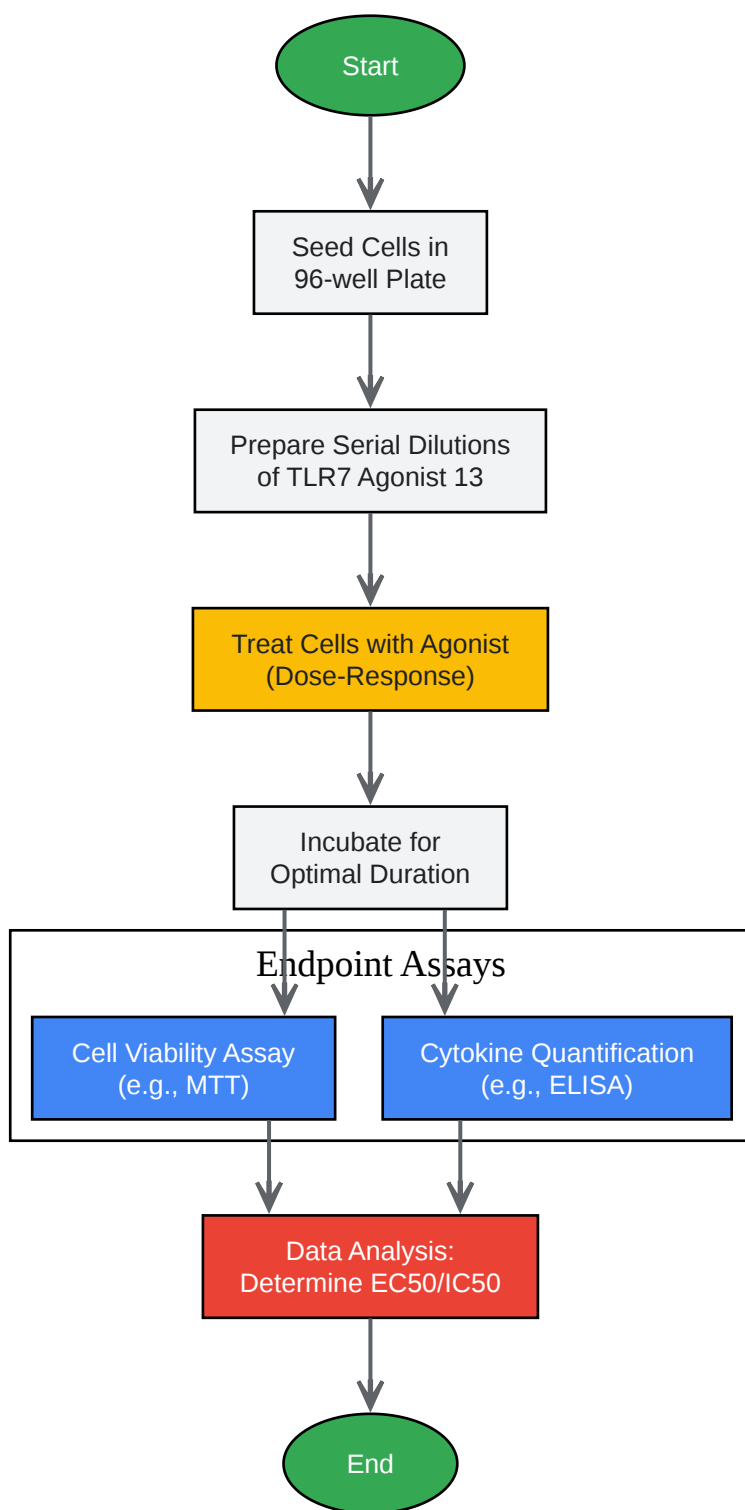 Start
Seed Cells in
96-well Plate
Prepare Serial Dilutions
of TLR7 Agonist 13
Treat Cells with Agonist
(Dose-Response)
Incubate for
Optimal Duration
Endpoint Assays
Cell Viability Assay
(e.g., MTT)
Cytokine Quantification
(e.g., ELISA)
Data Analysis:
Determine EC50/IC50
End